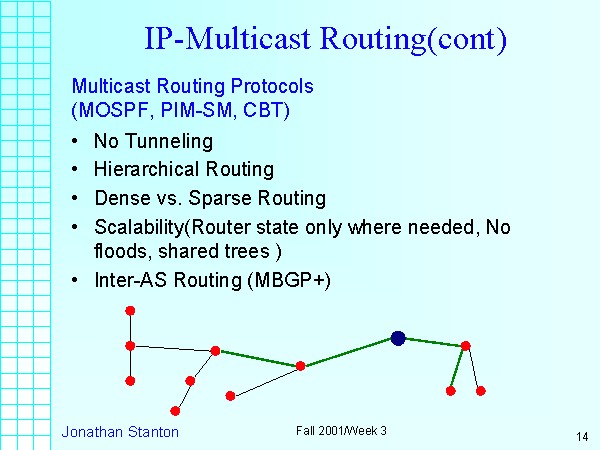 IP-Multicast Routing(cont)
Multicast Routing Protocols
(MOSPF, PIM-SM, CBT)
• No Tunneling
• Hierarchical Routing
• Dense vs. Sparse Routing
• Scalability(Router state only where needed, No
floods, shared trees )
• Inter-AS Routing (MBGP+)
Jonathan Stanton
Fall 2001/Week 3
14